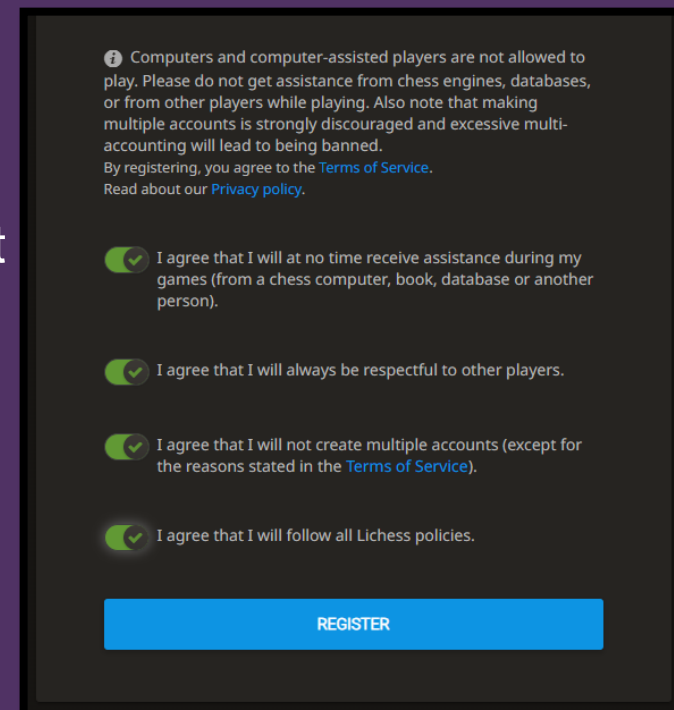 Computers and computer-assisted players are not allowed to
play. Please do not get assistance from chess engines, databases,
or from other players while playing. Also note that making
multiple accounts is strongly discouraged and excessive multi-
accounting will lead to being banned.
By registering, you agree to the Terms of Service.
Read about our Privacy policy.
I agree that I will at no time receive assistance during my
games (from a chess computer, book, database or another
person).
I agree that I will always be respectful to other players.
I agree that I will not create multiple accounts (except for
the reasons stated in the Terms of Service).
I agree that I will follow all Lichess policies.
REGISTER